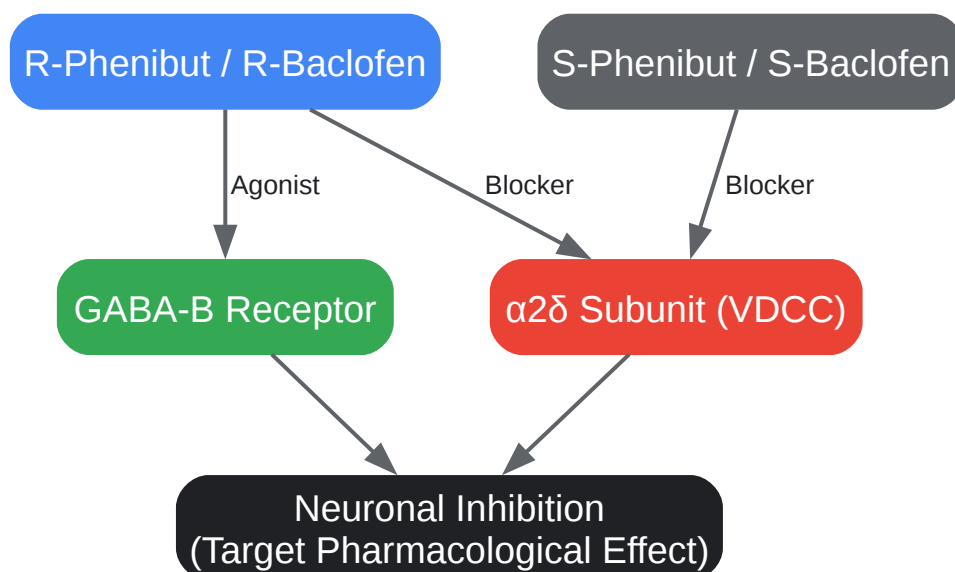 R-Phenibut / R-Baclofen
S-Phenibut / S-Baclofen
Agonist
Blocker
Blocker
GABA-B Receptor
α2δ Subunit (VDCC)
Neuronal Inhibition
(Target Pharmacological Effect)